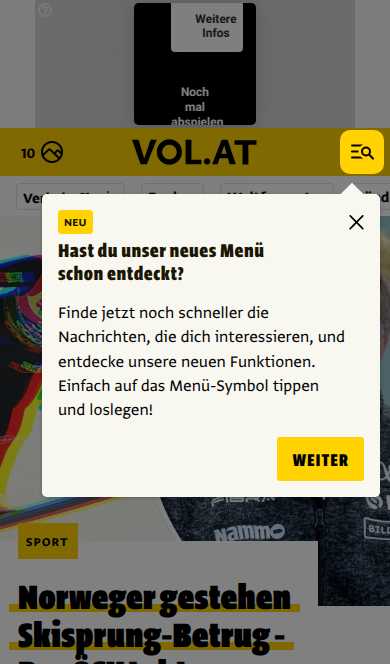 Weitere
Infos
Noch
mal
abspielen
10
VOL.AT
NEU
Hast du unser neues Menü
schon entdeckt?
Finde jetzt noch schneller die
Nachrichten, die dich interessieren, und
entdecke unsere neuen Funktionen.
Einfach auf das Menü-Symbol tippen
und loslegen!
WEITER
Nammo
SPORT
Norweger gestehen
Skisprung-Betrug -